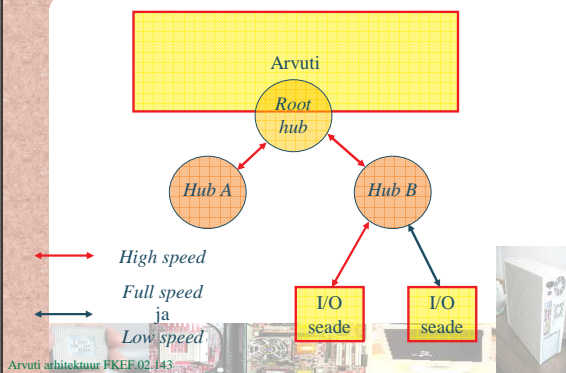 Arvuti
Root
hub
Hub A
Hub B
High speed
Full speed
ja
Low speed
I/O
seade
I/O
seade
Arvuti arhitektuur FKEF.02.143